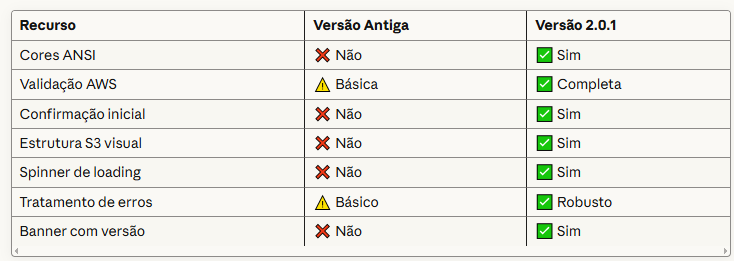 Recurso Versão Antiga Versão 2.0.1
Cores ANSI ❌ Não ✅ Sim
Validação AWS ⚠️ Básica ✅ Completa
Confirmação inicial ❌ Não ✅ Sim
Estrutura S3 visual ❌ Não ✅ Sim
Spinner de loading ❌ Não ✅ Sim
Tratamento de erros ⚠️ Básico ✅ Robusto
Banner com versão ❌ Não ✅ Sim